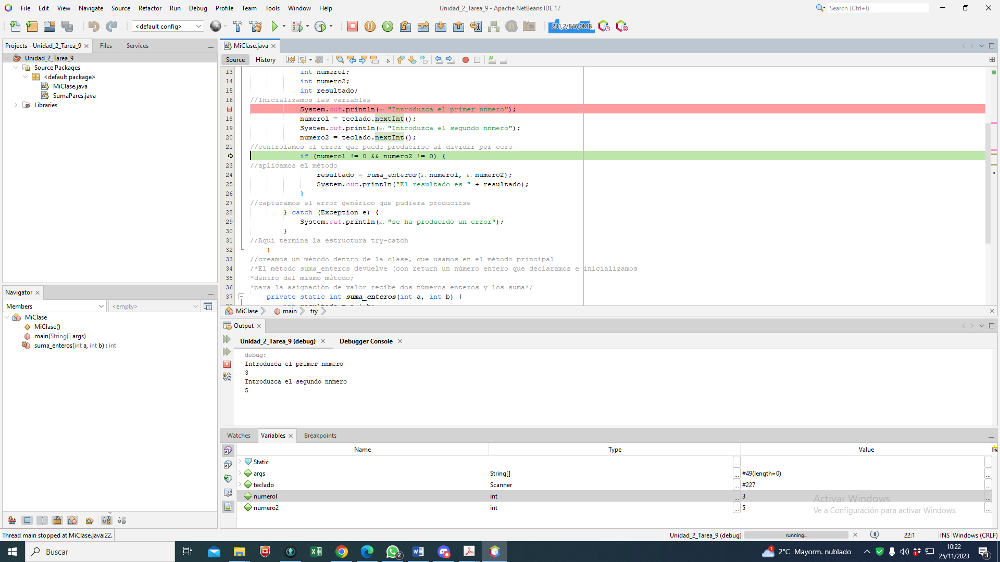 File Edit View Navigate Source Refactor Run Debug Profile Team Tools Window Help
Unidad_2_Tarea_9 - Apache NetBeans IDE 17
Search (Ctrl+I)
<default config>
231,2/846,0MB
Projects - Unidad_2_Tarea_9
Files
Services
Unidad_2_Tarea_9
Source Packages
<default package>
MiClase.java
SumaPares.java
Libraries
MiClase.java
Source History
13 int numerol;
14 int numero2;
15 int resultado;
16 //Inicializamos las variables
System.out.println(x: "Introduzca el primer nnmero");
18 numerol = teclado.nextInt();
19 System.out.println(x: "Introduzca el segundo nnmero");
20 numero2 = teclado.nextInt();
21 //controlamos el error que puede producirse al dividir por cero
if (numerol != 0 && numero2 != 0) {
23 //aplicamos el método
24 resultado = suma_enteros(a: numerol, b: numero2);
25 System.out.println("El resultado es " + resultado);
26 }
27 //capturamos el error genérico que pudiera producirse
28 } catch (Exception e) {
29 System.out.println(x: "se ha producido un error");
30 }
31 //Aquí termina la estructura try-catch
32 }
33 //creamos un método dentro de la clase, que usamos en el método principal
34 /*El método suma_enteros devuelve (con return un número entero que declaramos e inicializamos
35 *dentro del mismo método;
36 *para la asignación de valor recibe dos números enteros y los suma*/
37 private static int suma_enteros(int a, int b) {
MiClase main try
Navigator
Members
<empty>
MiClase
MiClase()
main(String[] args)
suma_enteros(int a, int b) : int
Output
Unidad_2_Tarea_9 (debug) Debugger Console
debug:
Introduzca el primer nnmero
3
Introduzca el segundo nnmero
5
Watches Variables Breakpoints
Name Type Value
Static
args String[] #49(length=0)
teclado Scanner #227
numerol int 3
numero2 int 5
Activar Windows
Ve a Configuración para activar Windows.
Thread main stopped at MiClase.java:22.
Unidad_2_Tarea_9 (debug) running... 1 22:1 INS Windows (CRLF)
Buscar
2
1
2°C Mayorm. nublado
10:22
25/11/2023
3